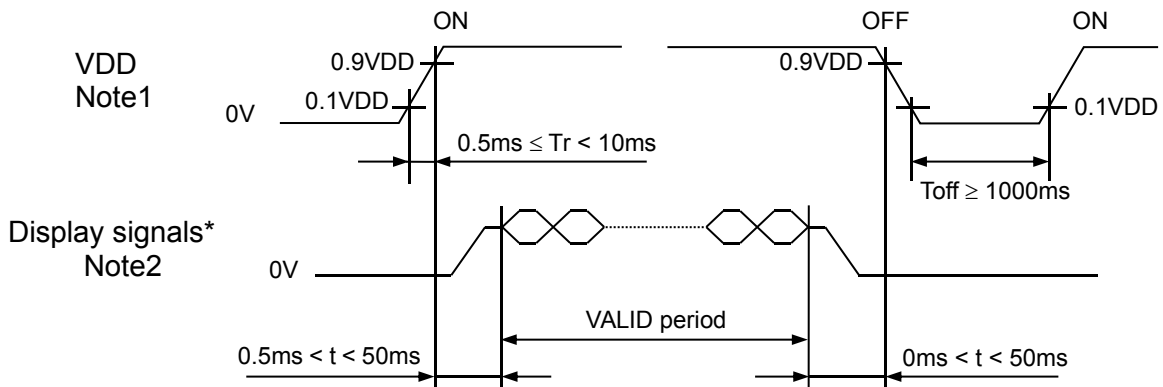 ON
OFF
ON
VDD
Note1
0.9VDD
0.9VDD
0.1VDD
0.1VDD
0V
0.5ms ≤ Tr < 10ms
Toff ≥ 1000ms
Display signals*
Note2
0V
VALID period
0.5ms < t < 50ms
0ms < t < 50ms